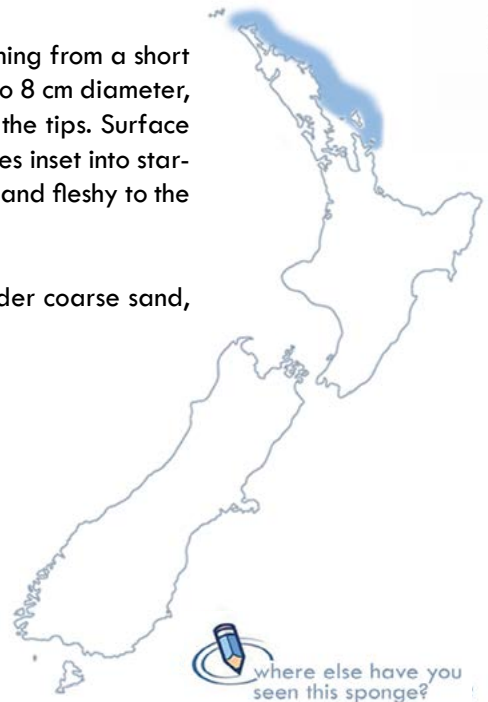 ning from a short
o 8 cm diameter,
the tips. Surface
es inset into star-
and fleshy to the
der coarse sand,
where else have you
seen this sponge?